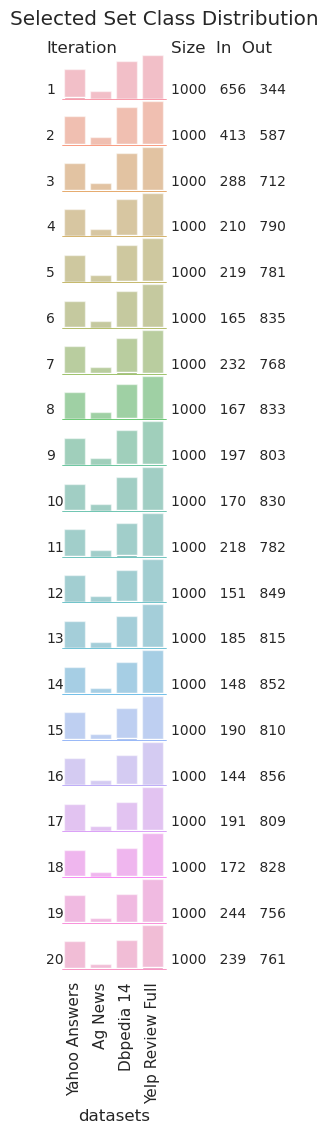 Selected Set Class Distribution
Iteration Size In Out
1 1000 656 344
2 1000 413 587
3 1000 288 712
4 1000 210 790
5 1000 219 781
6 1000 165 835
7 1000 232 768
8 1000 167 833
9 1000 197 803
10 1000 170 830
11 1000 218 782
12 1000 151 849
13 1000 185 815
14 1000 148 852
15 1000 190 810
16 1000 144 856
17 1000 191 809
18 1000 172 828
19 1000 244 756
20 1000 239 761
Yahoo Answers
Ag News
Dbpedia 14
Yelp Review Full
datasets